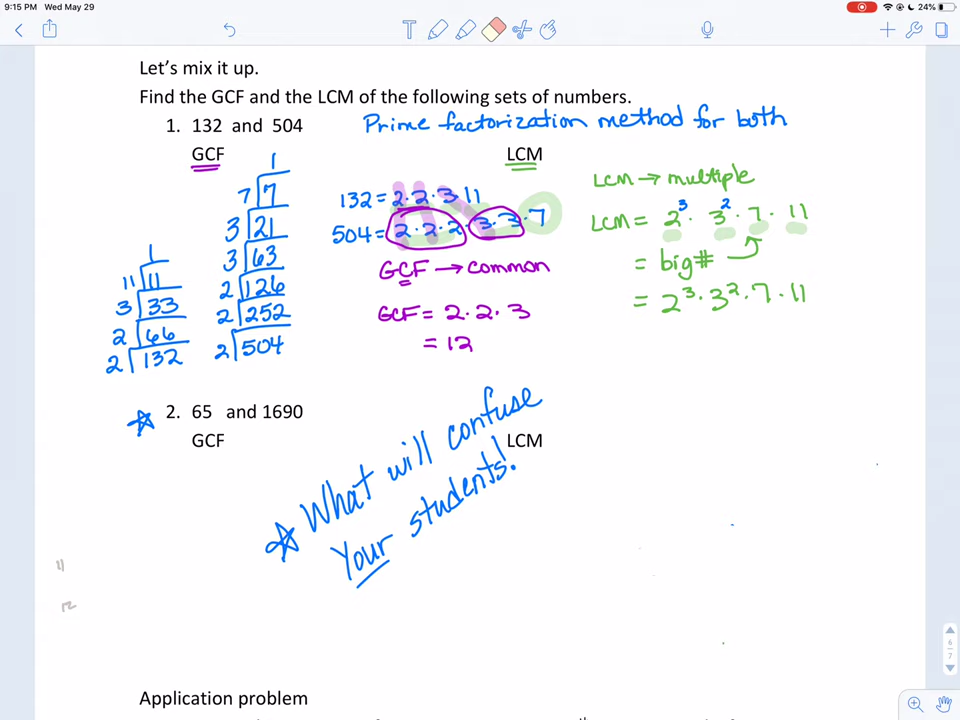 9:15 PM Wed May 29
24%
Let's mix it up.
Find the GCF and the LCM of the following sets of numbers.
1. 132 and 504
Prime factorization method for both
GCF
LCM
1
7 7
3 21
3 63
2 126
2 252
2 504
1
11 11
3 33
2 66
2 132
132 = 2·2·3 11
504 = 2·2·2·3·3·7
GCF → common
GCF = 2·2·3
= 12
LCM → multiple
LCM = 2³·3²·7·11
= big#
= 2³·3²·7·11
2. 65 and 1690
GCF
LCM
What will confuse
Your students!
11
12
6
7
Application problem